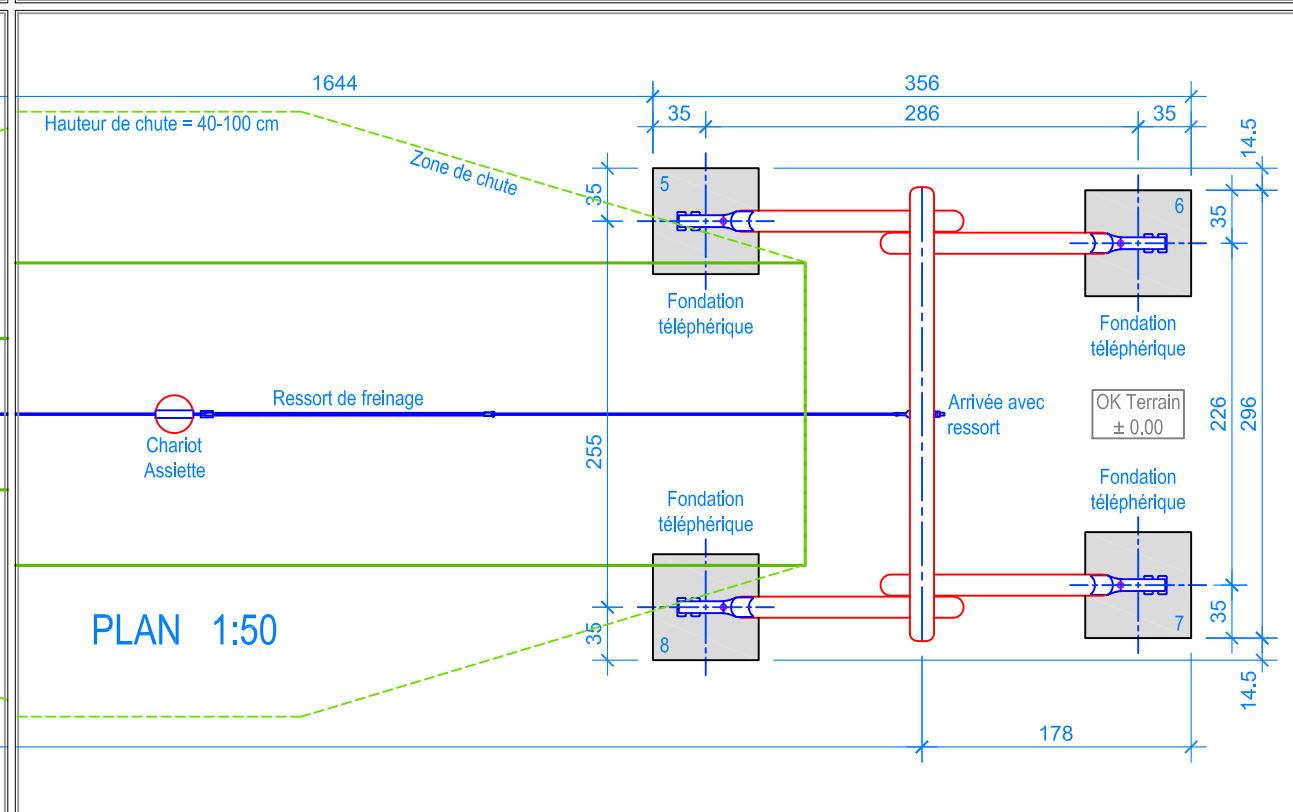 1644
356
35
286
35
Hauteur de chute = 40-100 cm
Zone de chute
14.5
35
5
6
35
Fondation
téléphérique
Fondation
téléphérique
Ressort de freinage
Arrivée avec
ressort
OK Terrain
± 0.00
226
296
Chariot
Assiette
255
Fondation
téléphérique
Fondation
téléphérique
PLAN 1:50
35
8
7
35
14.5
178